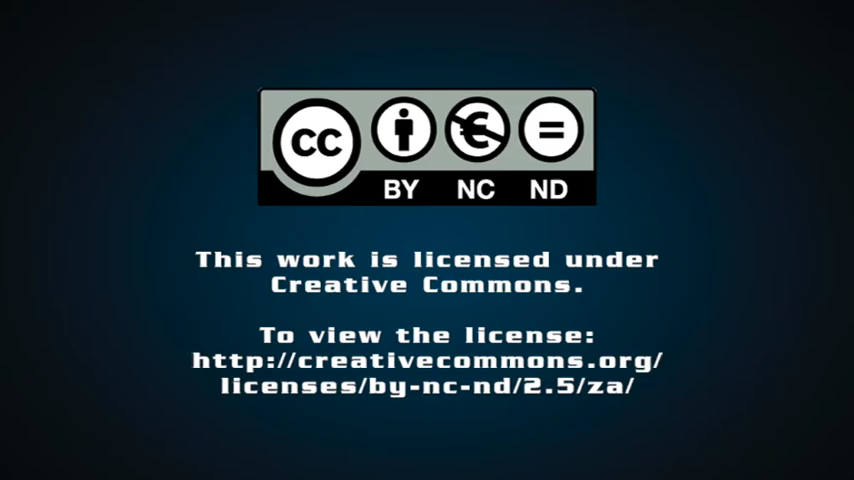 CC
BY NC ND
This work is licensed under
Creative Commons.
To view the license:
http://creativecommons.org/
licenses/by-nc-nd/2.5/za/